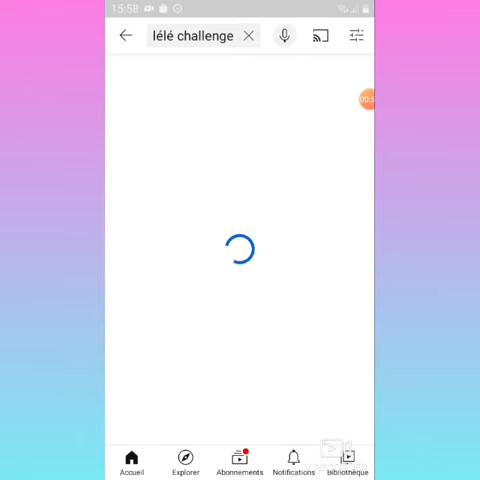 15:58
lélé challenge
Accueil
Explorer
Abonnements
Notifications
Bibliothèque